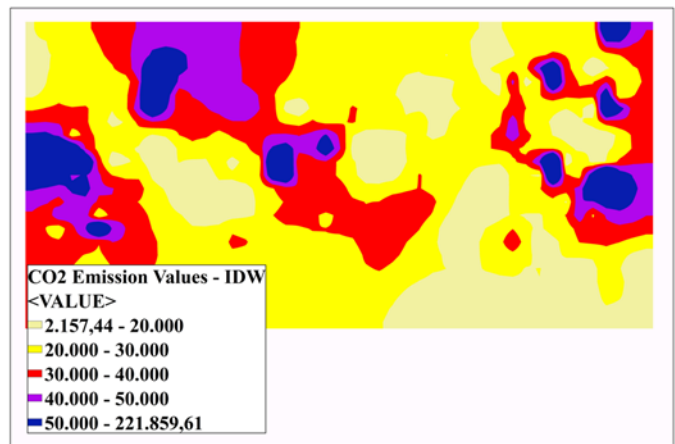 CO2 Emission Values - IDW
<VALUE>
2.157,44 - 20.000
20.000 - 30.000
30.000 - 40.000
40.000 - 50.000
50.000 - 221.859,61